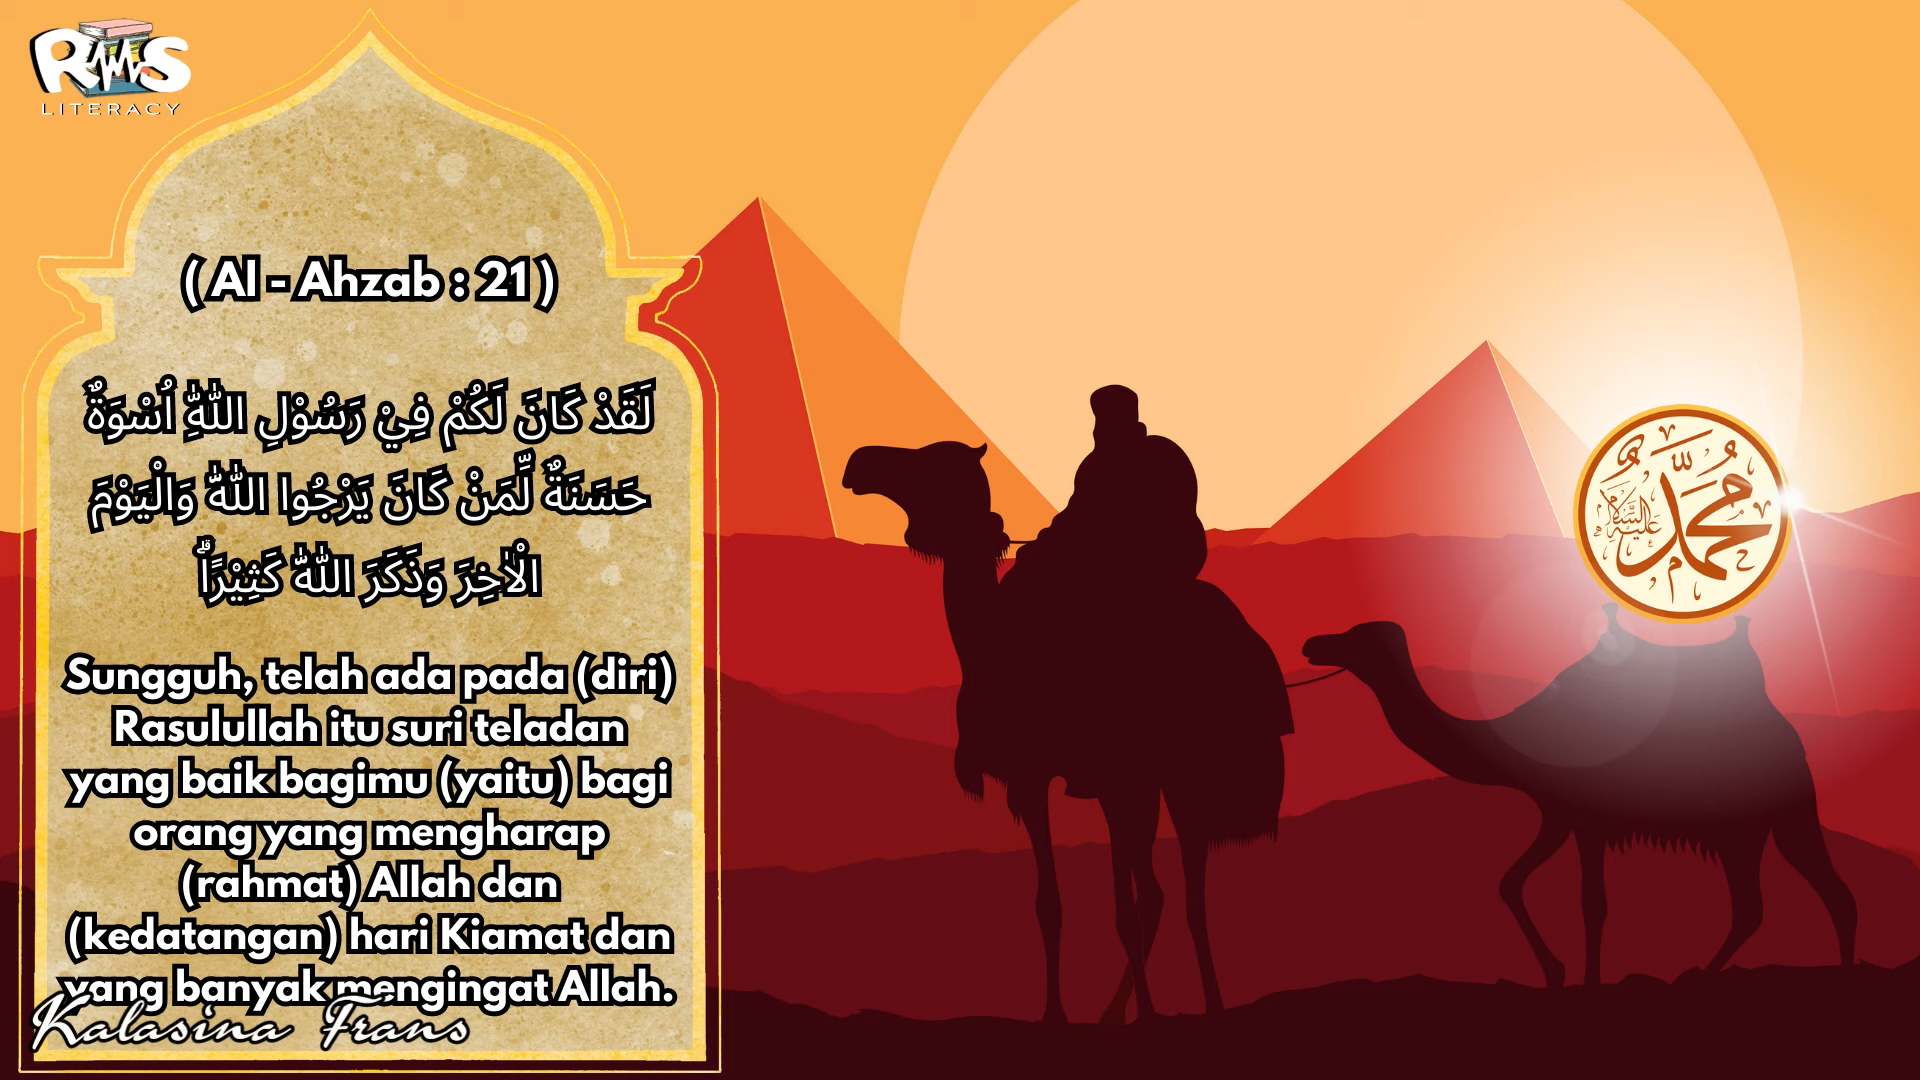 RMS
LITERACY
( Al - Ahzab : 21 )
لَقَدْ كَانَ لَكُمْ فِيْ رَسُوْلِ اللّٰهِ اُسْوَةٌ
حَسَنَةٌ لِّمَنْ كَانَ يَرْجُوا اللّٰهَ وَالْيَوْمَ
الْاٰخِرَ وَذَكَرَ اللّٰهَ كَثِيْرًاۗ
Sungguh, telah ada pada (diri)
Rasulullah itu suri teladan
yang baik bagimu (yaitu) bagi
orang yang mengharap
(rahmat) Allah dan
(kedatangan) hari Kiamat dan
yang banyak mengingat Allah.
Kalasina Frans
مُحَمَّد
عليه السلام